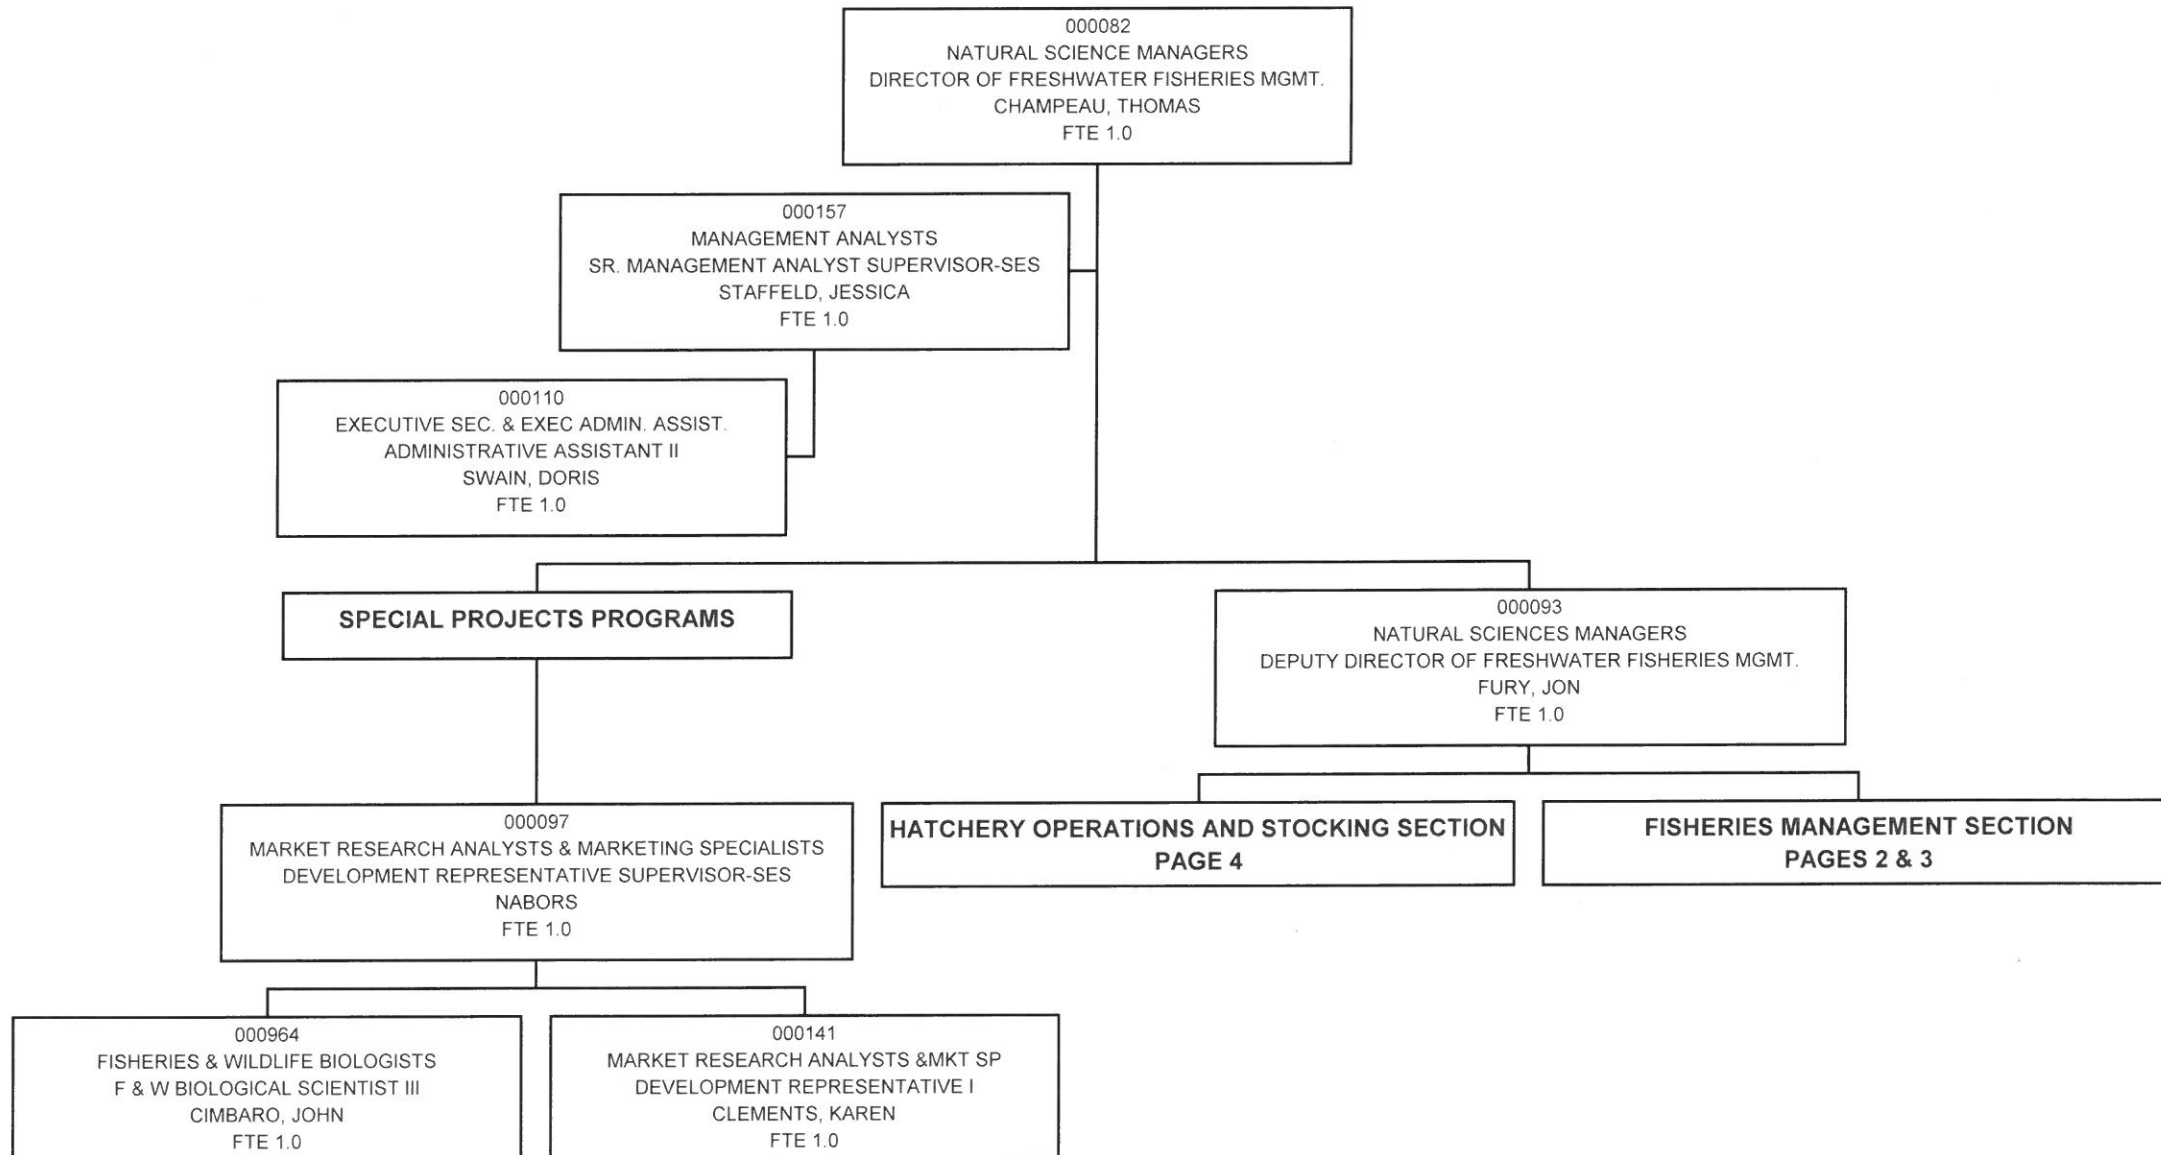 000082
NATURAL SCIENCE MANAGERS
DIRECTOR OF FRESHWATER FISHERIES MGMT.
CHAMPEAU, THOMAS
FTE 1.0
000157
MANAGEMENT ANALYSTS
SR. MANAGEMENT ANALYST SUPERVISOR-SES
STAFFELD, JESSICA
FTE 1.0
000110
EXECUTIVE SEC. & EXEC ADMIN. ASSIST.
ADMINISTRATIVE ASSISTANT II
SWAIN, DORIS
FTE 1.0
SPECIAL PROJECTS PROGRAMS
000093
NATURAL SCIENCES MANAGERS
DEPUTY DIRECTOR OF FRESHWATER FISHERIES MGMT.
FURY, JON
FTE 1.0
000097
MARKET RESEARCH ANALYSTS & MARKETING SPECIALISTS
DEVELOPMENT REPRESENTATIVE SUPERVISOR-SES
NABORS
FTE 1.0
HATCHERY OPERATIONS AND STOCKING SECTION
PAGE 4
FISHERIES MANAGEMENT SECTION
PAGES 2 & 3
000964
FISHERIES & WILDLIFE BIOLOGISTS
F & W BIOLOGICAL SCIENTIST III
CIMBARO, JOHN
FTE 1.0
000141
MARKET RESEARCH ANALYSTS &MKT SP
DEVELOPMENT REPRESENTATIVE I
CLEMENTS, KAREN
FTE 1.0